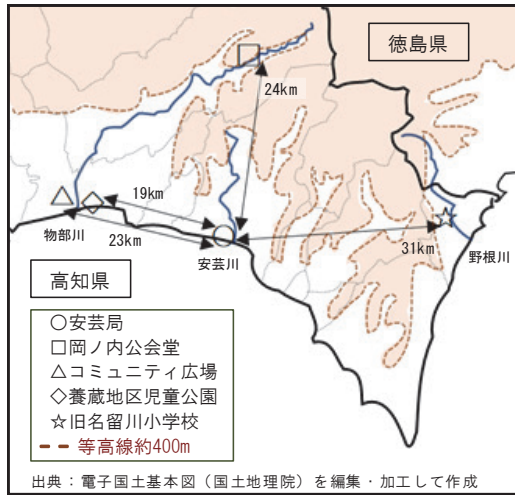 徳島県
24km
19km
23km
31km
物部川
安芸川
野根川
高知県
○安芸局
□岡ノ内公会堂
△コミュニティ広場
◇養蔵地区児童公園
☆旧名留川小学校
-- 等高線約400m
出典：電子国土基本図（国土地理院）を編集・加工して作成